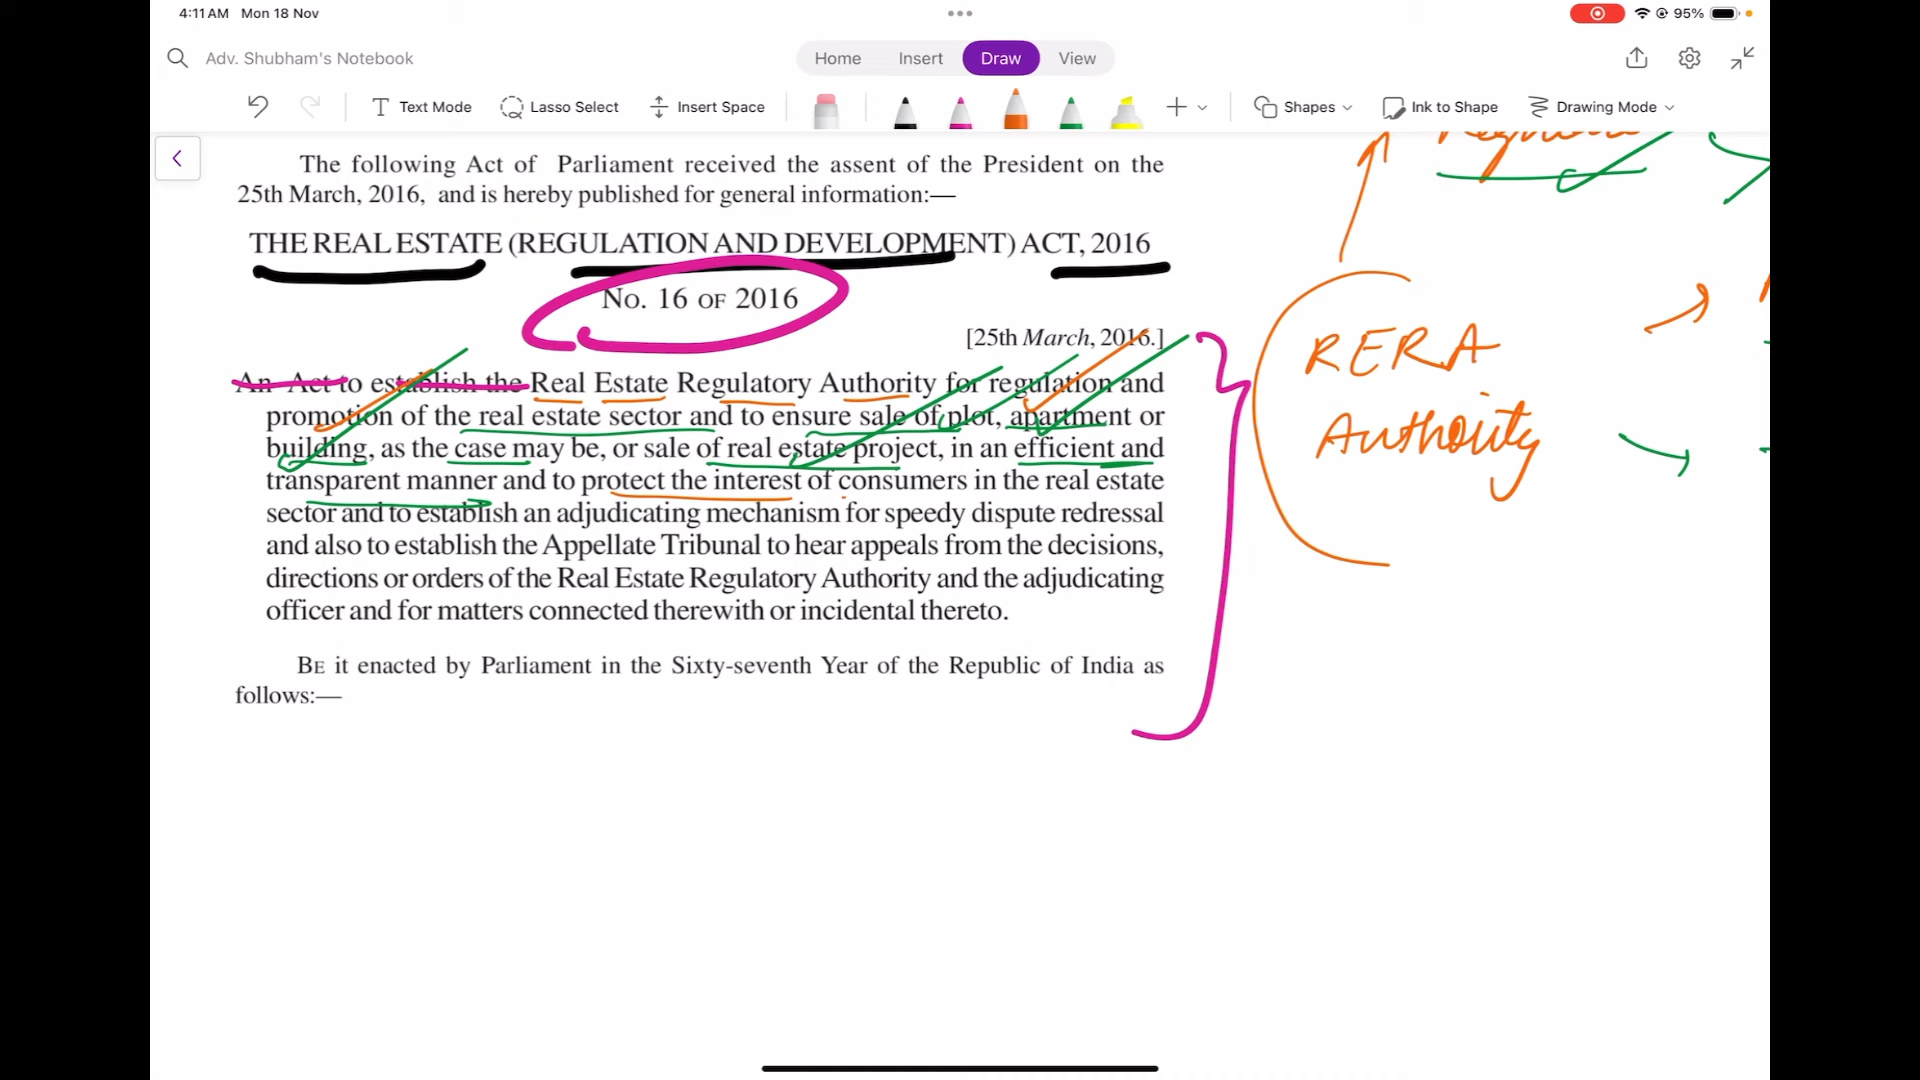 4:11 AM Mon 18 Nov
95%
Adv. Shubham's Notebook
Home Insert Draw View
Text Mode Lasso Select Insert Space Shapes Ink to Shape Drawing Mode
The following Act of Parliament received the assent of the President on the
25th March, 2016, and is hereby published for general information:—
THE REAL ESTATE (REGULATION AND DEVELOPMENT) ACT, 2016
No. 16 OF 2016
[25th March, 2016.]
An Act to establish the Real Estate Regulatory Authority for regulation and
promotion of the real estate sector and to ensure sale of plot, apartment or
building, as the case may be, or sale of real estate project, in an efficient and
transparent manner and to protect the interest of consumers in the real estate
sector and to establish an adjudicating mechanism for speedy dispute redressal
and also to establish the Appellate Tribunal to hear appeals from the decisions,
directions or orders of the Real Estate Regulatory Authority and the adjudicating
officer and for matters connected therewith or incidental thereto.
BE it enacted by Parliament in the Sixty-seventh Year of the Republic of India as
follows:—
RERA
Authority